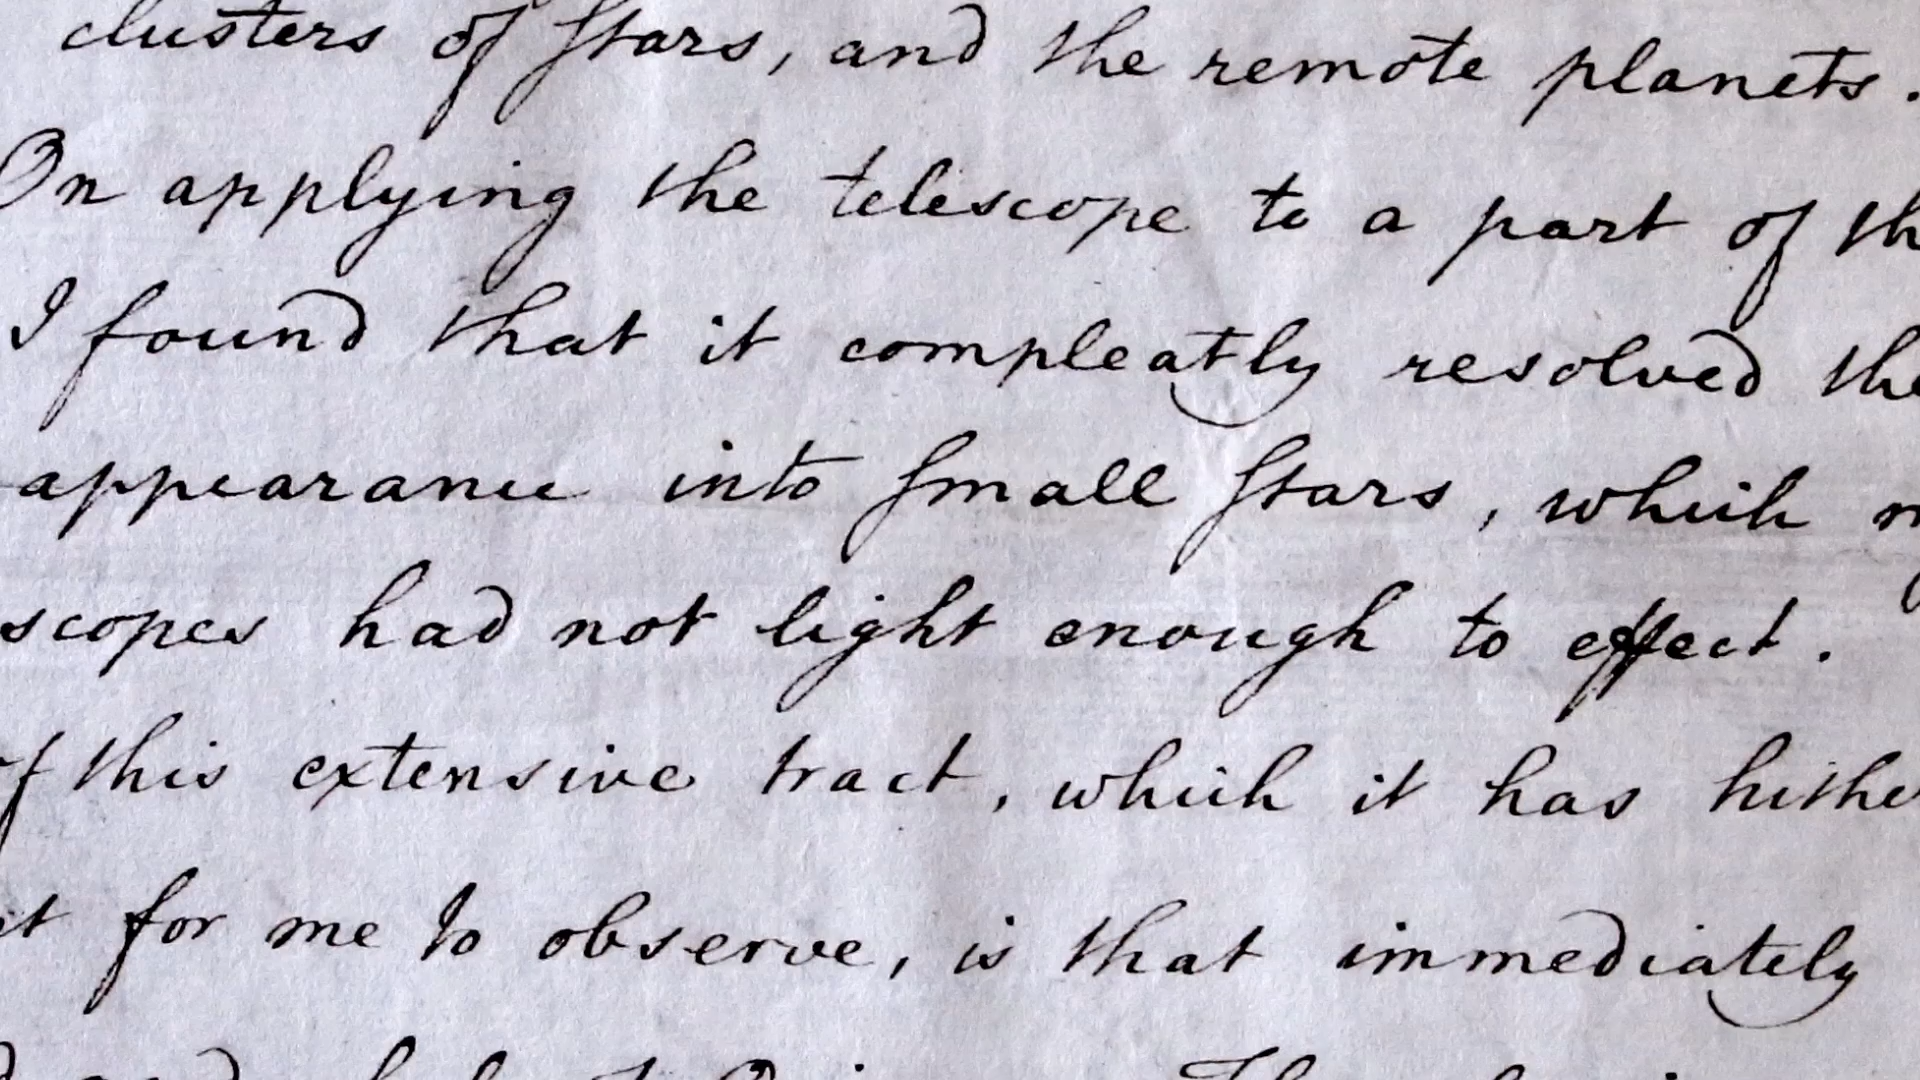 clusters of stars, and the remote planets.
On applying the telescope to a part of th
I found that it compleatly resolved the
appearance into small stars, which m
scopes had not light enough to effect.
of this extensive tract, which it has hithe
for me to observe, is that immediately